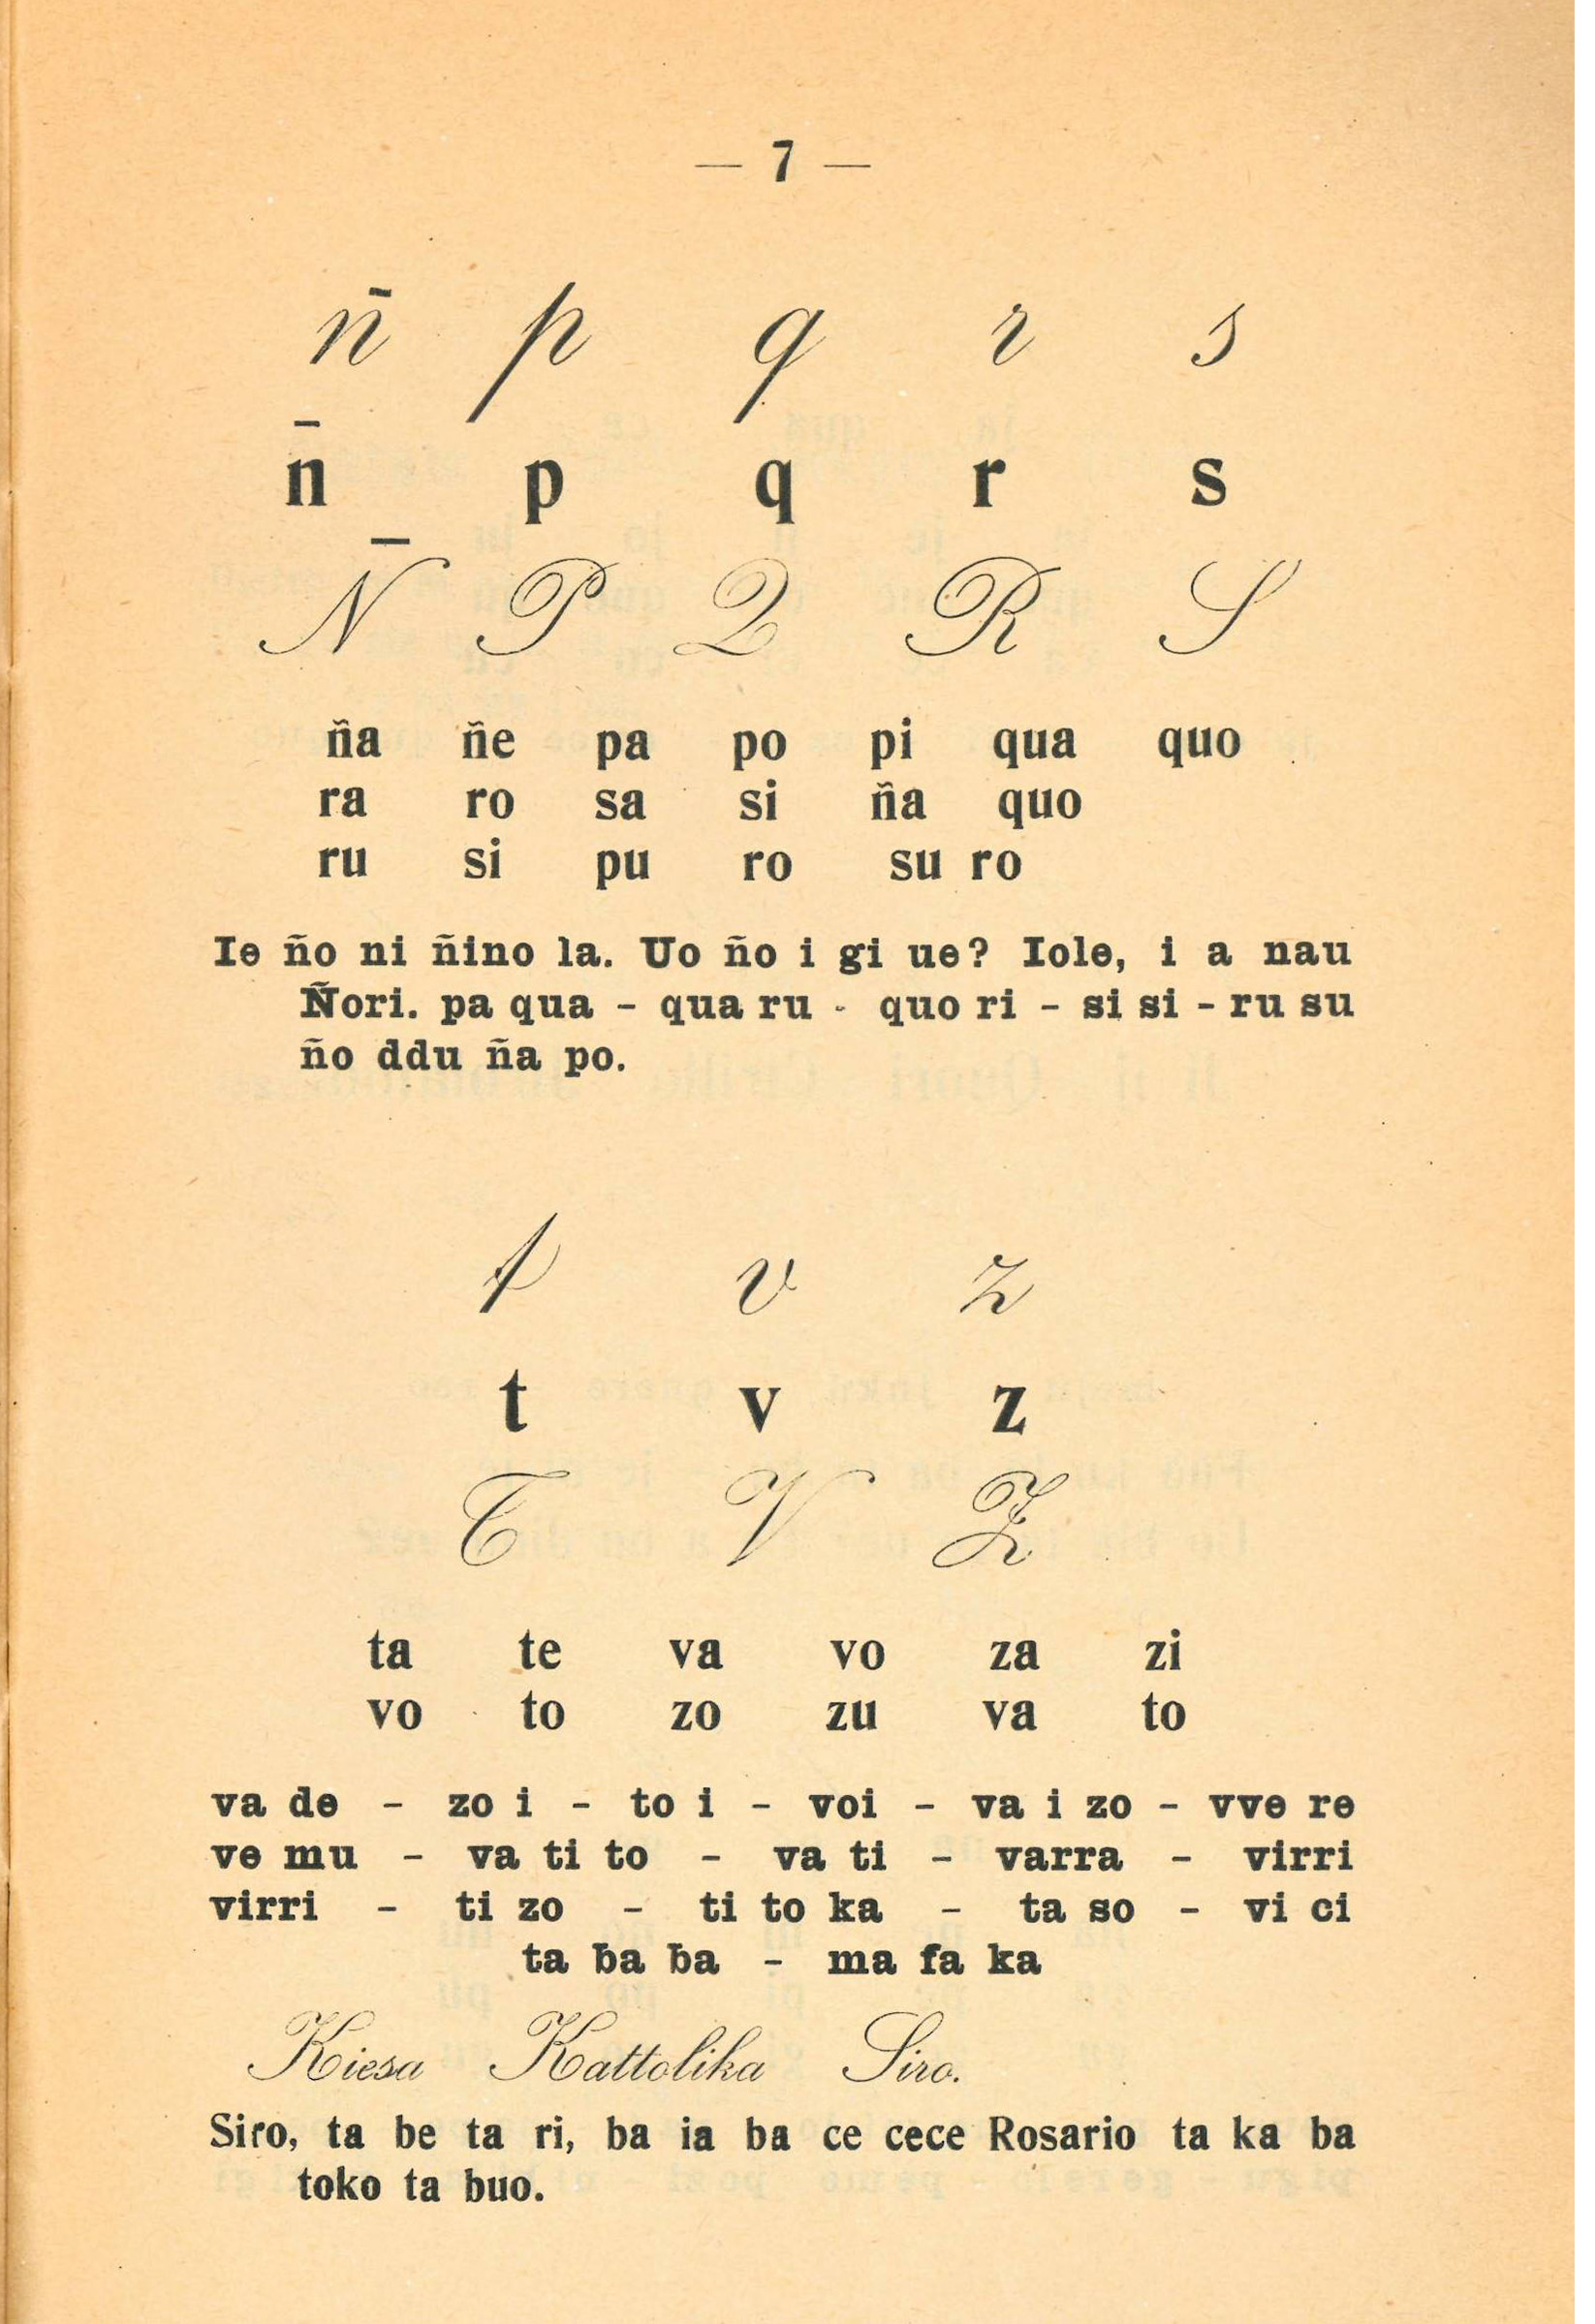 — 7 —
n̄ p q r s
n̄ p q r s
N̄ P Q R S
ña ñe pa po pi qua quo
ra ro sa si ña quo
ru si pu ro su ro
Ie ño ni ñino la. Uo ño i gi ue? Iole, i a nau
Ñori. pa qua - qua ru - quo ri - si si - ru su
ño ddu ña po.
t v z
t v z
T V Z
ta te va vo za zi
vo to zo zu va to
va de - zo i - to i - voi - va i zo - vve re
ve mu - va ti to - va ti - varra - virri
virri - ti zo - ti to ka - ta so - vi ci
ta ba ba - ma fa ka
Kiesa Kattolika Siro.
Siro, ta be ta ri, ba ia ba ce cece Rosario ta ka ba
toko ta buo.